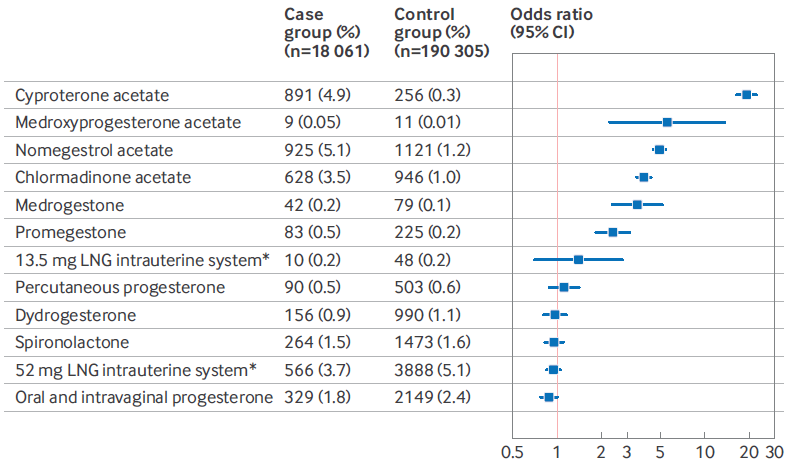 Case group (%) (n=18 061) Control group (%) (n=190 305) Odds ratio (95% CI)
Cyproterone acetate 891 (4.9) 256 (0.3)
Medroxyprogesterone acetate 9 (0.05) 11 (0.01)
Nomegestrol acetate 925 (5.1) 1121 (1.2)
Chlormadinone acetate 628 (3.5) 946 (1.0)
Medrogestone 42 (0.2) 79 (0.1)
Promegestone 83 (0.5) 225 (0.2)
13.5 mg LNG intrauterine system* 10 (0.2) 48 (0.2)
Percutaneous progesterone 90 (0.5) 503 (0.6)
Dydrogesterone 156 (0.9) 990 (1.1)
Spironolactone 264 (1.5) 1473 (1.6)
52 mg LNG intrauterine system* 566 (3.7) 3888 (5.1)
Oral and intravaginal progesterone 329 (1.8) 2149 (2.4)
0.5 1 2 3 5 10 20 30